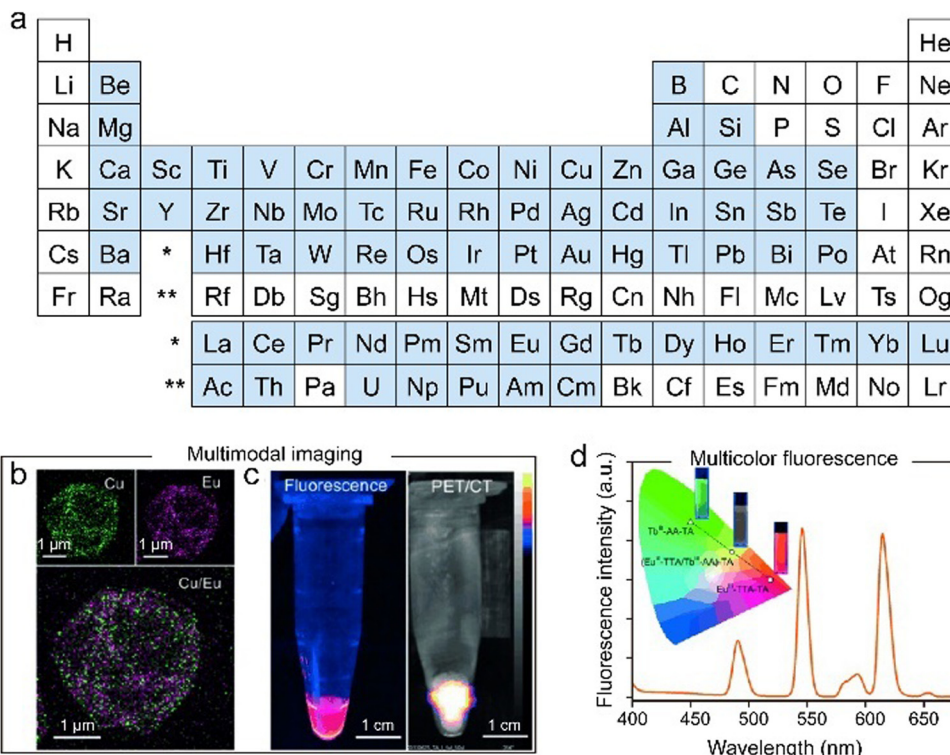 a
H He
Li Be B C N O F Ne
Na Mg Al Si P S Cl Ar
K Ca Sc Ti V Cr Mn Fe Co Ni Cu Zn Ga Ge As Se Br Kr
Rb Sr Y Zr Nb Mo Tc Ru Rh Pd Ag Cd In Sn Sb Te I Xe
Cs Ba * Hf Ta W Re Os Ir Pt Au Hg Tl Pb Bi Po At Rn
Fr Ra ** Rf Db Sg Bh Hs Mt Ds Rg Cn Nh Fl Mc Lv Ts Og
* La Ce Pr Nd Pm Sm Eu Gd Tb Dy Ho Er Tm Yb Lu
** Ac Th Pa U Np Pu Am Cm Bk Cf Es Fm Md No Lr
Multimodal imaging
b
Cu
1 μm
Eu
1 μm
Cu/Eu
1 μm
c
Fluorescence
1 cm
PET/CT
1 cm
d
Multicolor fluorescence
Fluorescence intensity (a.u.)
Tbᴵᴵᴵ-AA-TA
(Euᴵᴵᴵ-TTA/Tbᴵᴵᴵ-AA)-TA
Euᴵᴵᴵ-TTA-TA
400 450 500 550 600 650
Wavelength (nm)